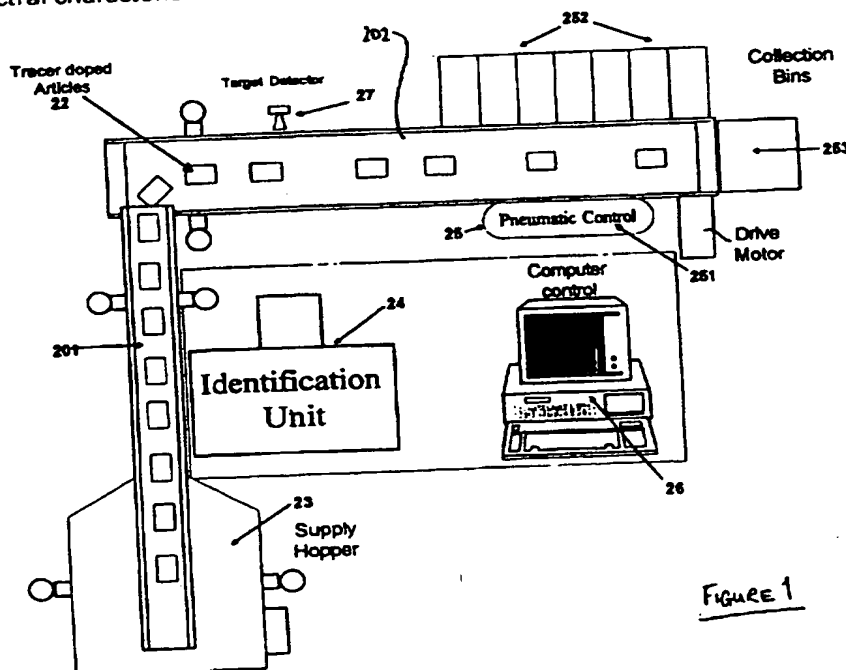 202
252
Tracer doped
Articles
22
Target Detector
27
Collection
Bins
253
Pneumatic Control
25
251
Drive
Motor
Computer
control
24
201
Identification
Unit
26
23
Supply
Hopper
FIGURE 1